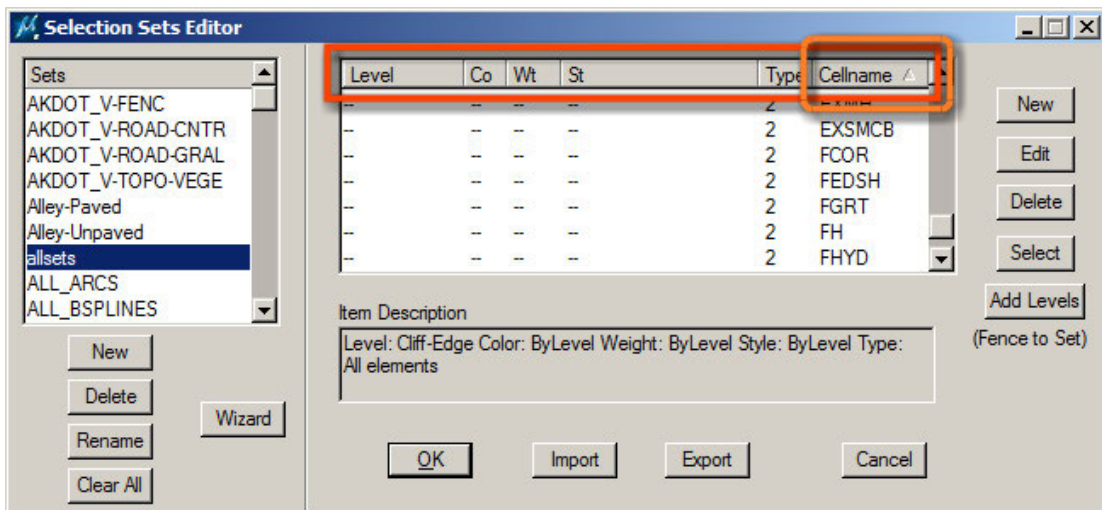 Selection Sets Editor
Sets
AKDOT_V-FENC
AKDOT_V-ROAD-CNTR
AKDOT_V-ROAD-GRAL
AKDOT_V-TOPO-VEGE
Alley-Paved
Alley-Unpaved
allsets
ALL_ARCS
ALL_BSPLINES
New
Delete
Rename
Clear All
Wizard
Level Co Wt St Type Cellname
-- -- -- -- 2
-- -- -- -- 2 EXSMCB
-- -- -- -- 2 FCOR
-- -- -- -- 2 FEDSH
-- -- -- -- 2 FGRT
-- -- -- -- 2 FH
-- -- -- -- 2 FHYD
Item Description
Level: Cliff-Edge Color: ByLevel Weight: ByLevel Style: ByLevel Type:
All elements
OK
Import
Export
Cancel
New
Edit
Delete
Select
Add Levels
(Fence to Set)